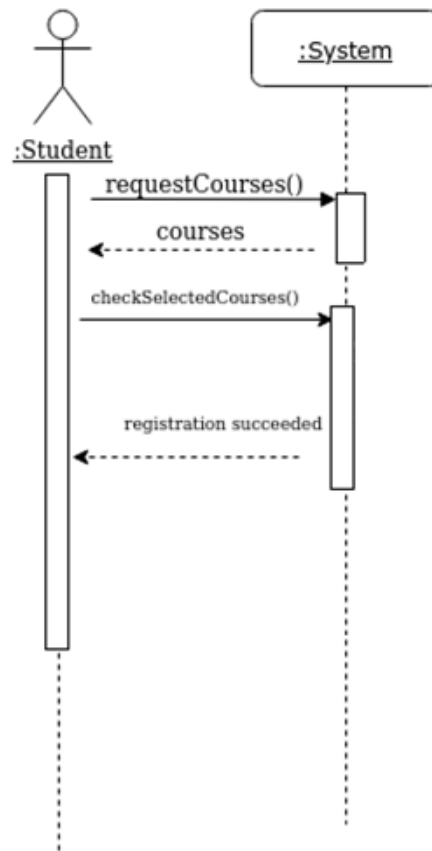 :System
:Student
requestCourses()
courses
checkSelectedCourses()
registration succeeded